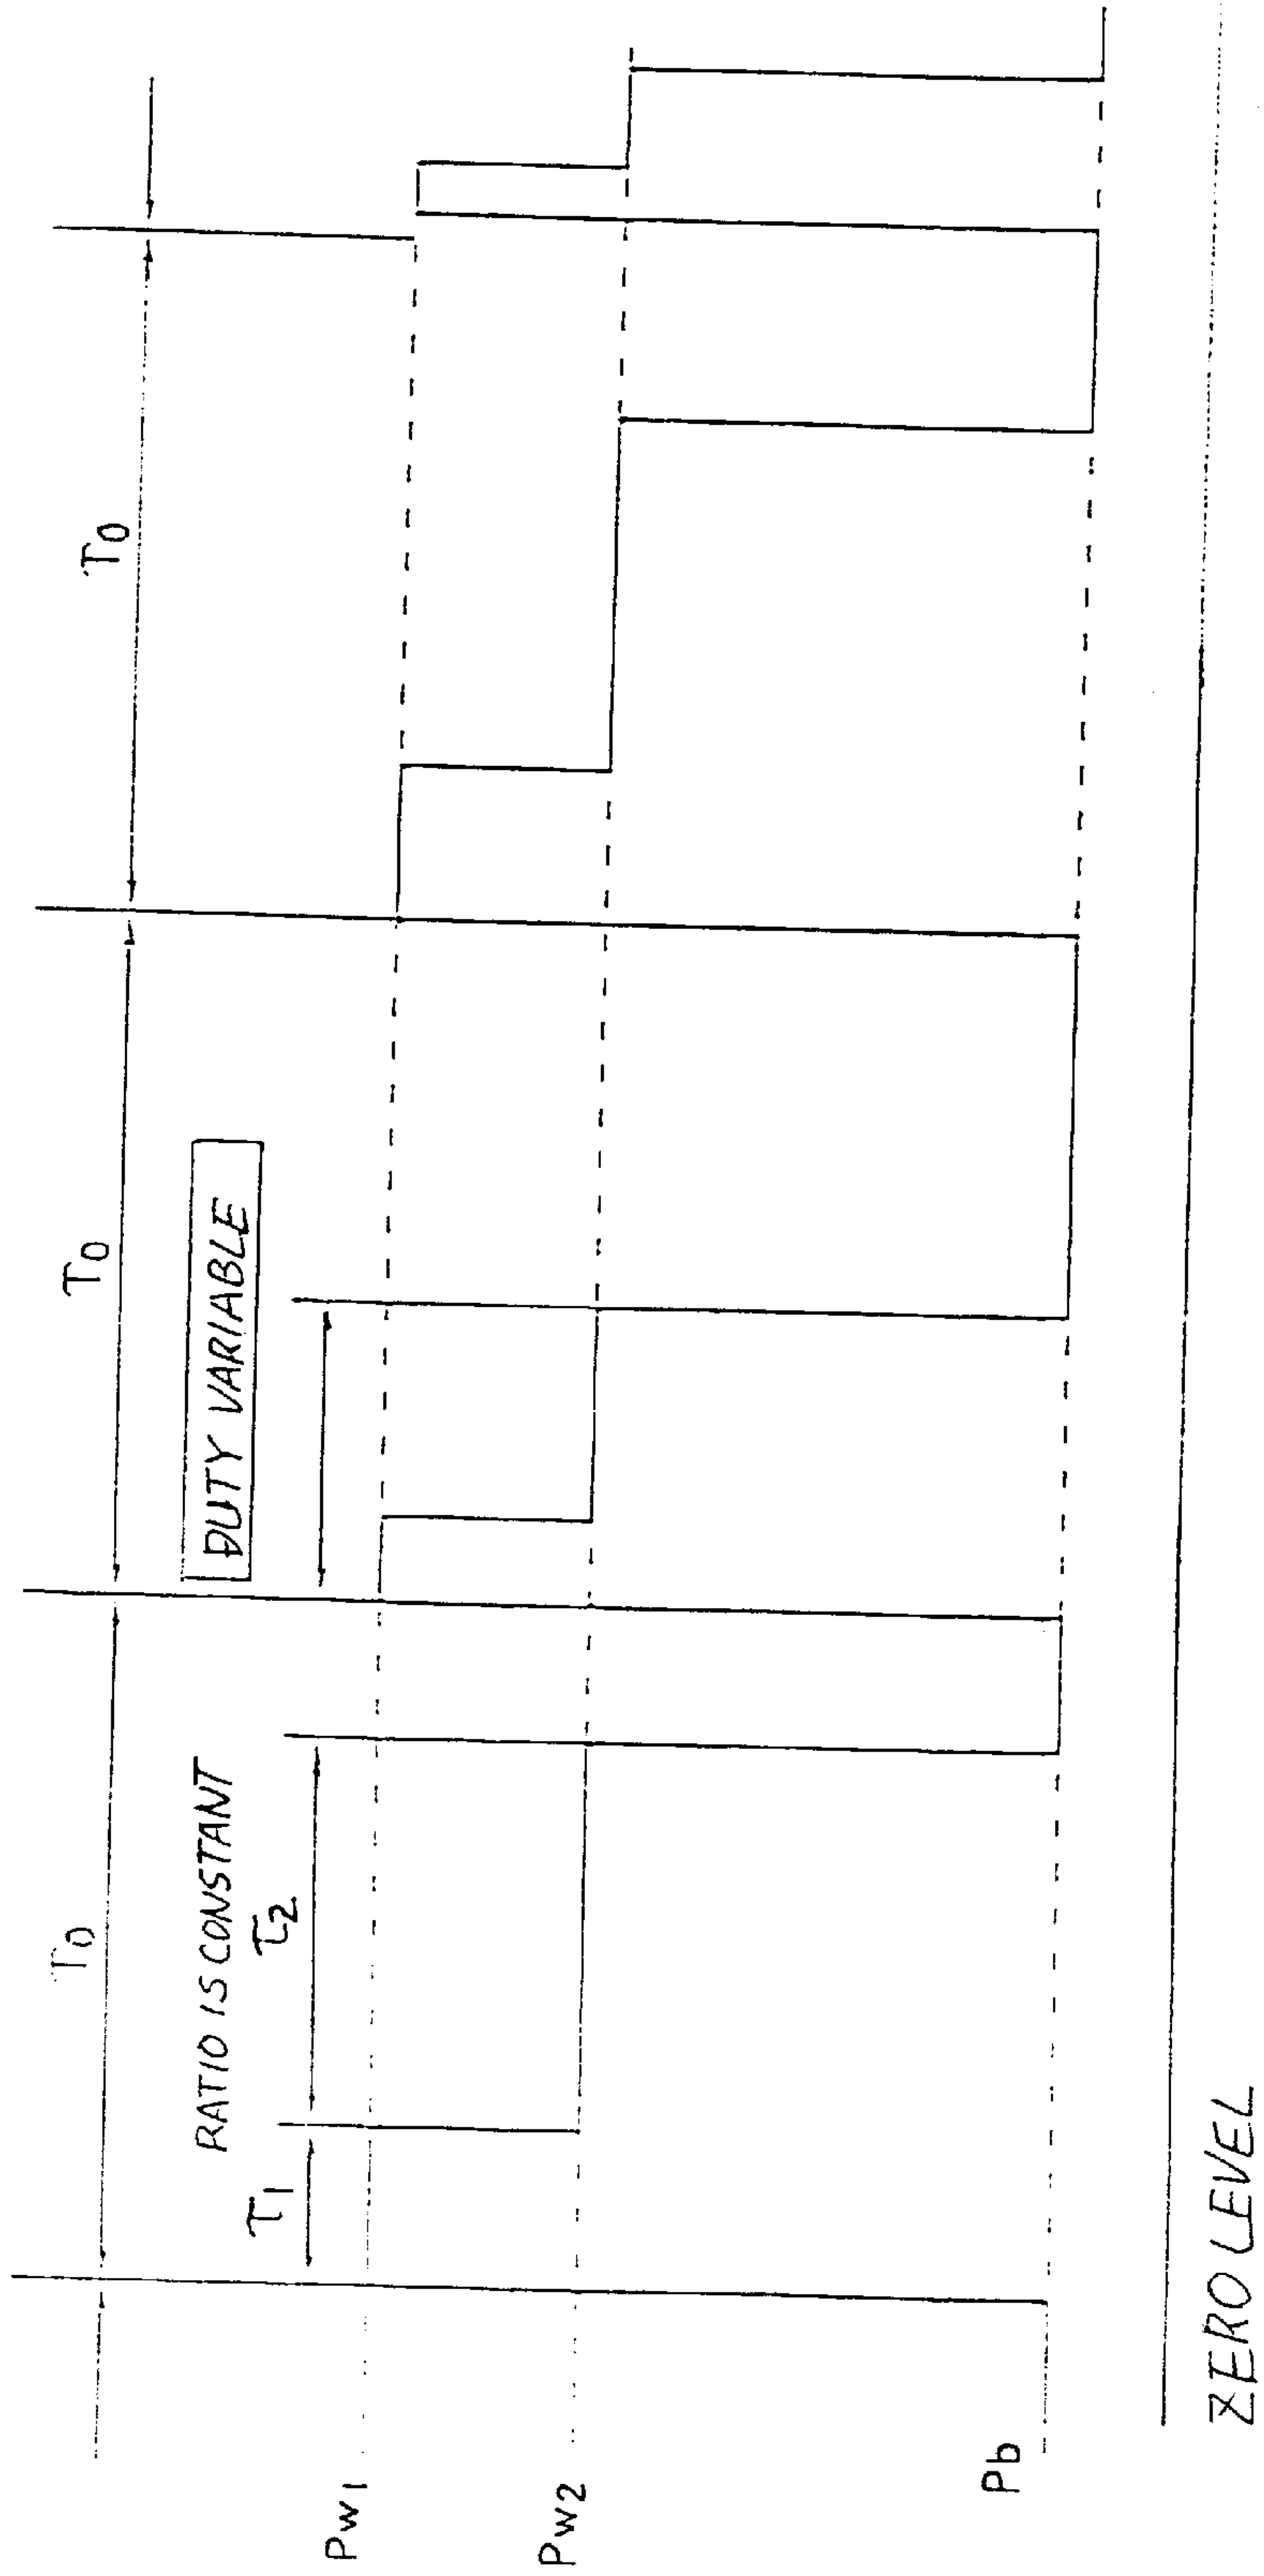 T0
T0
T0
RATIO IS CONSTANT
DUTY VARIABLE
τ1
τ2
Pw1
Pw2
Pb
ZERO LEVEL